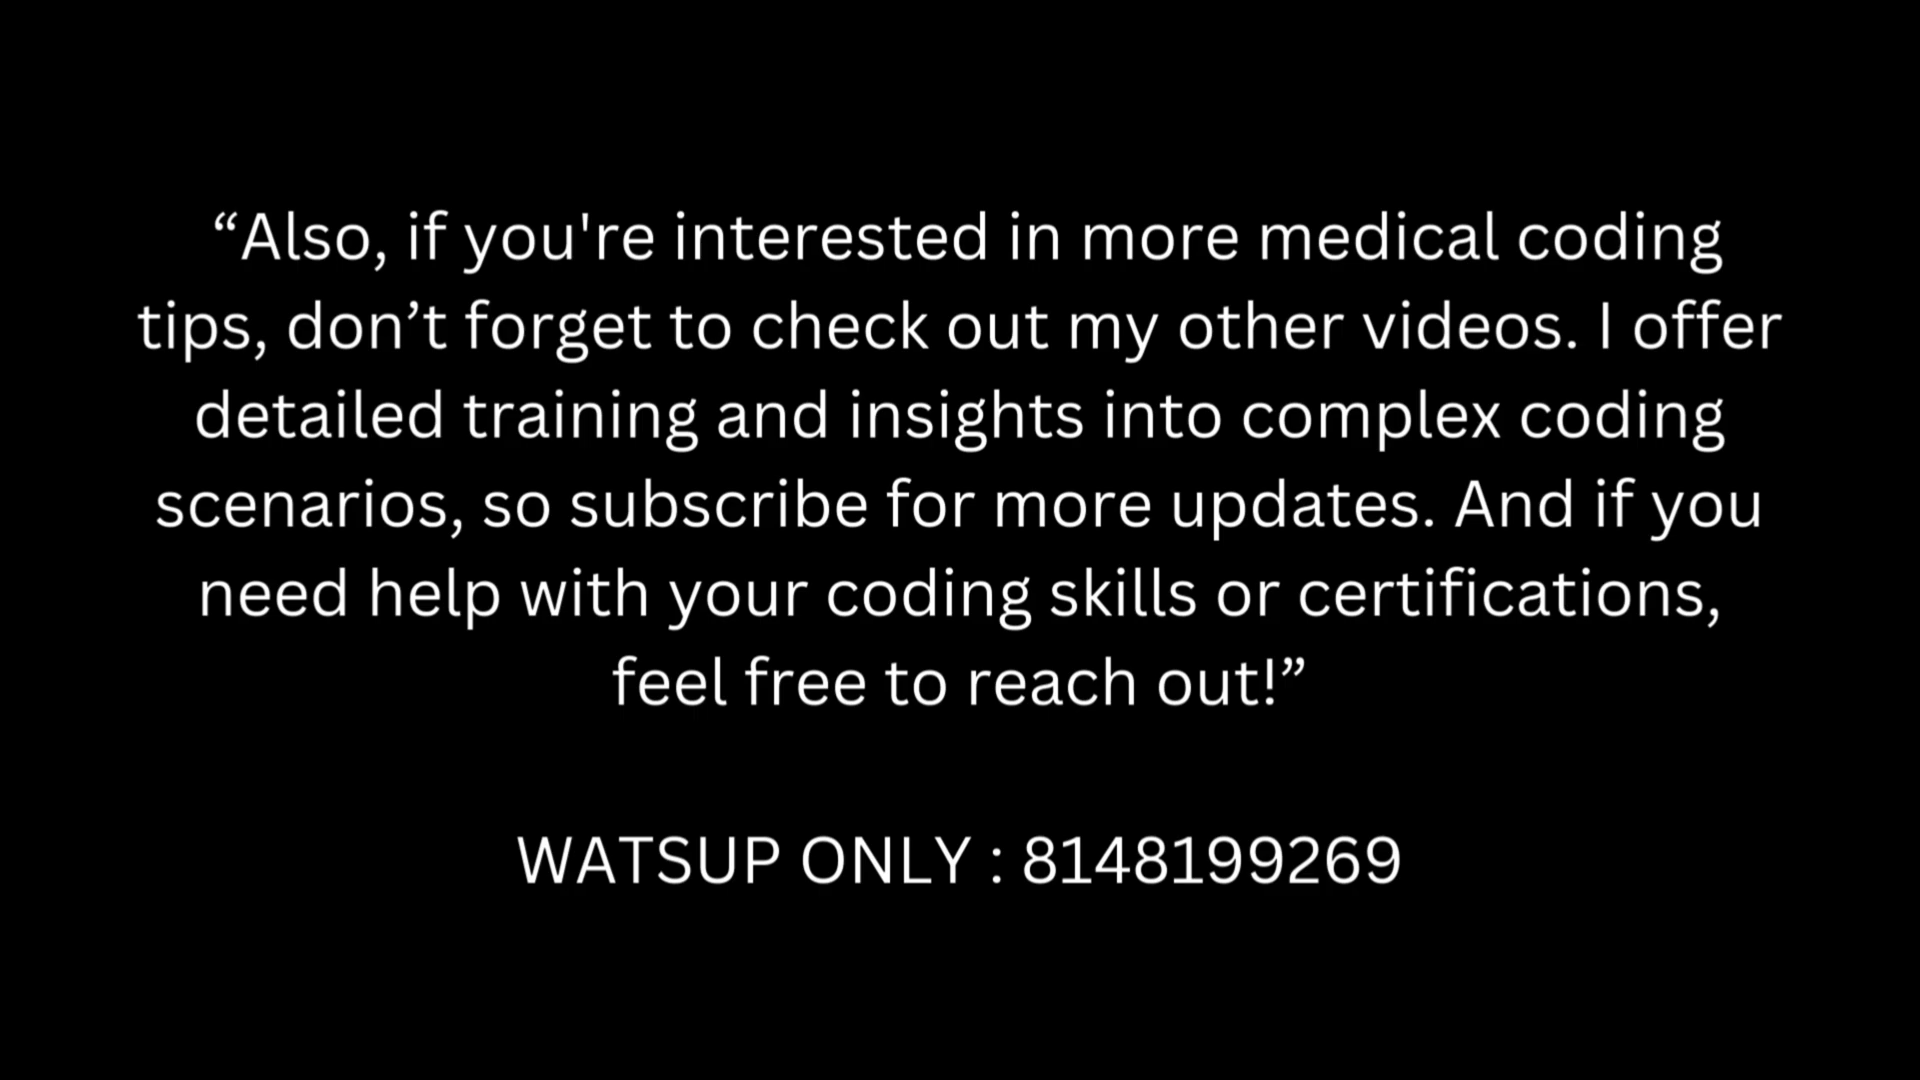 “Also, if you're interested in more medical coding
tips, don’t forget to check out my other videos. I offer
detailed training and insights into complex coding
scenarios, so subscribe for more updates. And if you
need help with your coding skills or certifications,
feel free to reach out!”
WATSUP ONLY : 8148199269